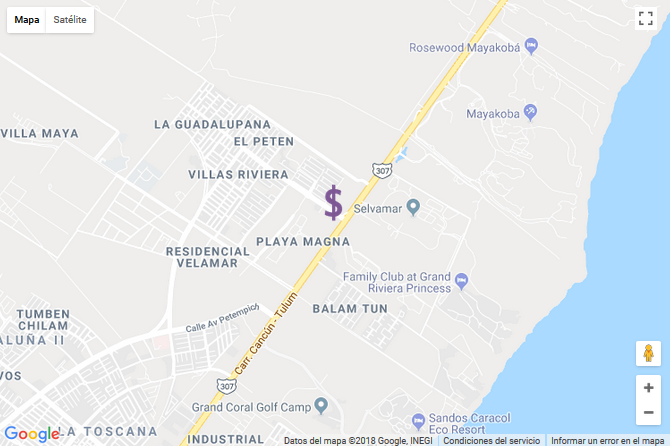 Mapa
Satélite
Rosewood Mayakobá
Mayakoba
LA GUADALUPANA
VILLA MAYA
EL PETEN
307
VILLAS RIVIERA
$
Selvamar
PLAYA MAGNA
RESIDENCIAL
VELAMAR
Family Club at Grand
Riviera Princess
BALAM TUN
TUMBEN
CHILAM
Calle Av Petempich
ALUÑA II
Carr. Cancún - Tulum
VOS
307
Grand Coral Golf Camp
Sandos Caracol
Eco Resort
LA TOSCANA
INDUSTRIAL
Google
Datos del mapa ©2018 Google, INEGI
Condiciones del servicio
Informar un error en el mapa